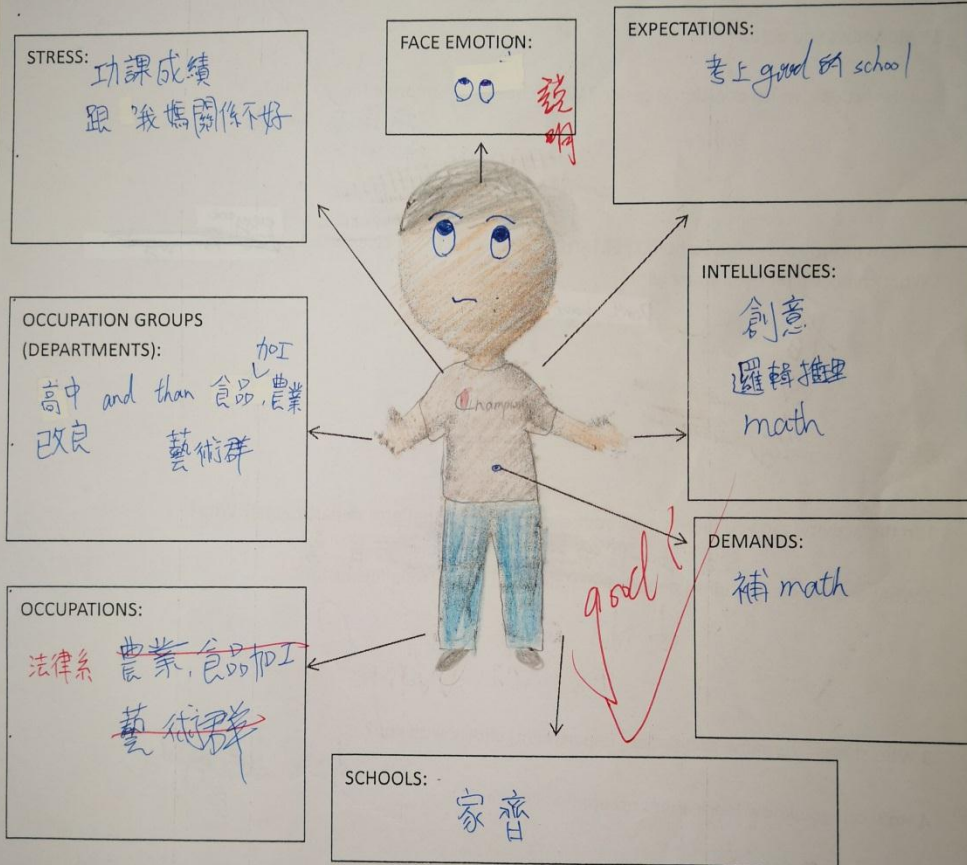 STRESS:
功課成績
跟 我媽關係不好
FACE EMOTION:
說
明
EXPECTATIONS:
考上 good 的 school
INTELLIGENCES:
創意
邏輯推理
math
OCCUPATION GROUPS
(DEPARTMENTS):
加工
高中 and than 食品,農業
改良 藝術群
Champion
good!
DEMANDS:
補 math
OCCUPATIONS:
法律系 農業,食品加工
藝術群
SCHOOLS:
家齊